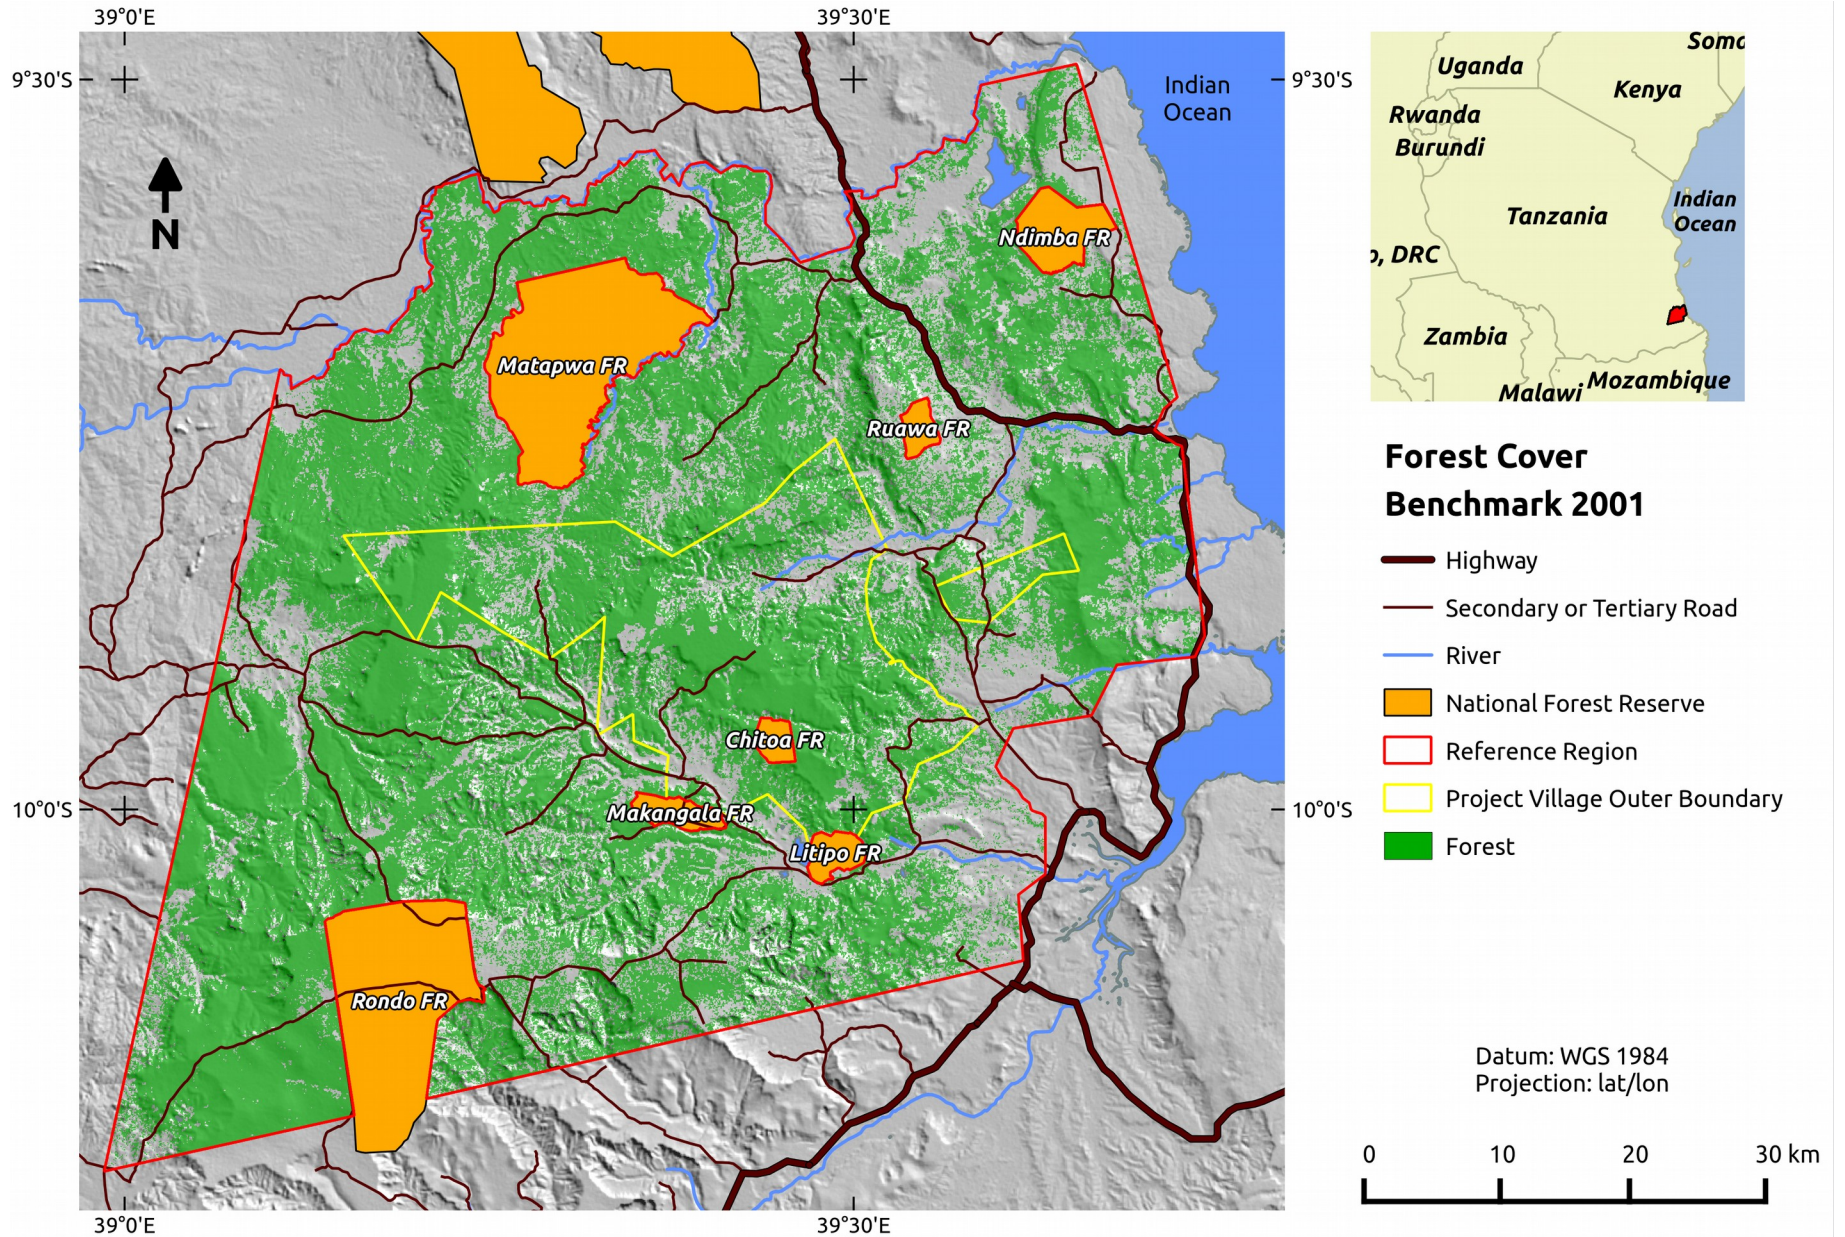 39°0'E
39°30'E
9°30'S
9°30'S
Indian
Ocean
Ndimba FR
Matapwa FR
Ruawa FR
Chitoa FR
Makangala FR
10°0'S
10°0'S
Litipo FR
Rondo FR
N
39°0'E
39°30'E
Soma
Uganda
Kenya
Rwanda
Burundi
Indian
Ocean
Tanzania
o, DRC
Zambia
Mozambique
Malawi
Forest Cover
Benchmark 2001
Highway
Secondary or Tertiary Road
River
National Forest Reserve
Reference Region
Project Village Outer Boundary
Forest
Datum: WGS 1984
Projection: lat/lon
0 10 20 30 km